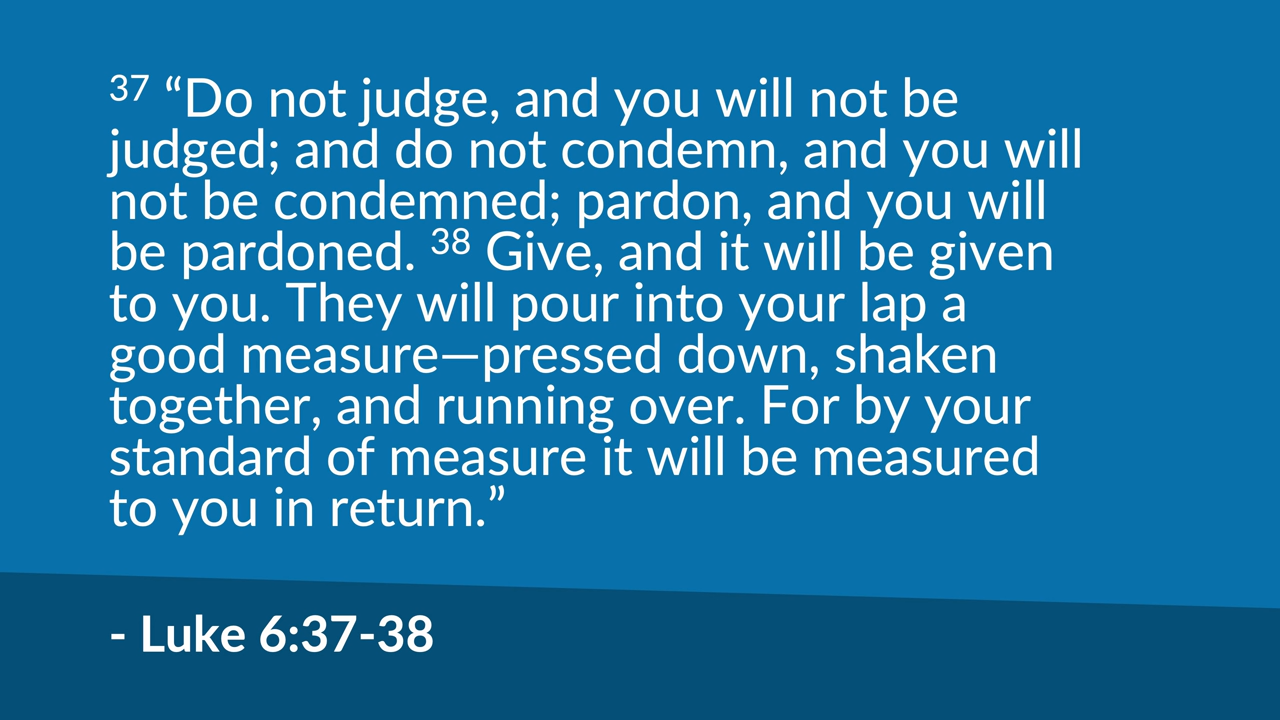 37 “Do not judge, and you will not be
judged; and do not condemn, and you will
not be condemned; pardon, and you will
be pardoned. 38 Give, and it will be given
to you. They will pour into your lap a
good measure—pressed down, shaken
together, and running over. For by your
standard of measure it will be measured
to you in return.”
- Luke 6:37-38